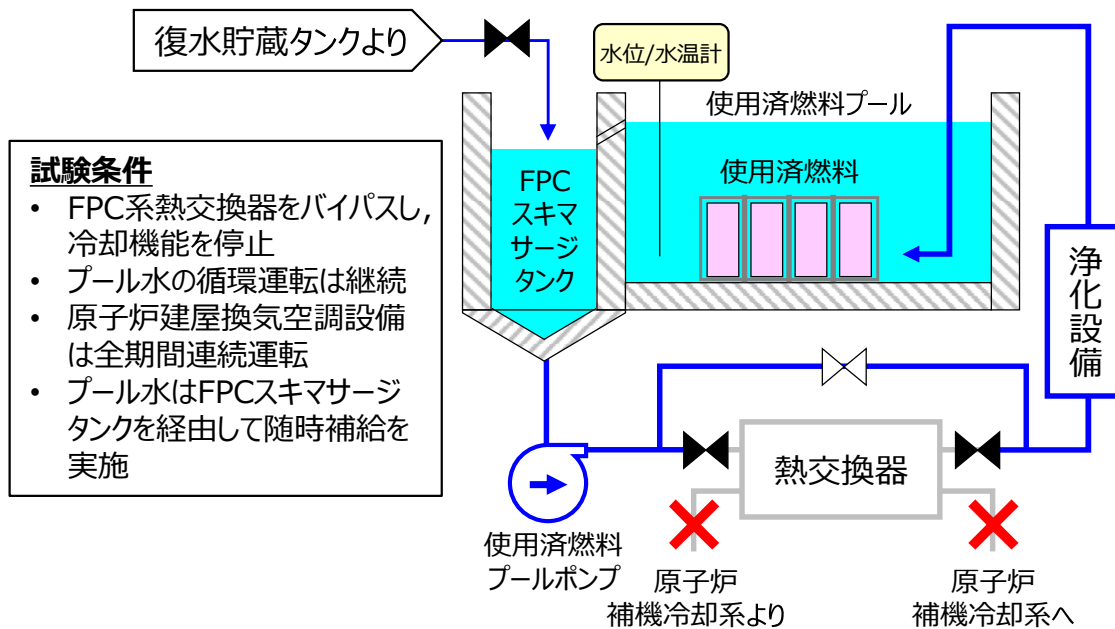 復水貯蔵タンクより
水位/水温計
使用済燃料プール
使用済燃料
FPC
スキマ
サージ
タンク
試験条件
• FPC系熱交換器をバイパスし,
冷却機能を停止
• プール水の循環運転は継続
• 原子炉建屋換気空調設備
は全期間連続運転
• プール水はFPCスキマサージ
タンクを経由して随時補給を
実施
浄化設備
熱交換器
使用済燃料
プールポンプ
原子炉
補機冷却系より
原子炉
補機冷却系へ